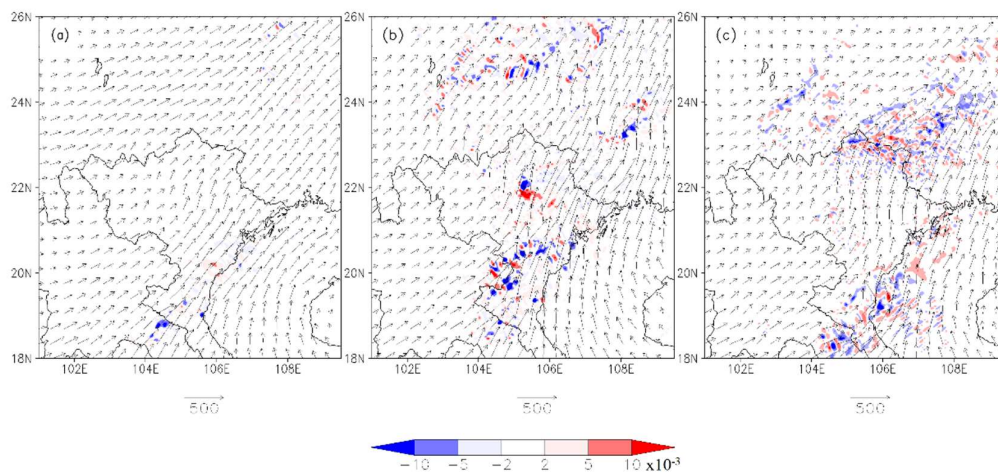 (a) (b) (c)
26N 26N 26N
24N 24N 24N
22N 22N 22N
20N 20N 20N
18N 18N 18N
102E 104E 106E 108E 102E 104E 106E 108E 102E 104E 106E 108E
500 500 500
-10 -5 -2 2 5 10 x10-3